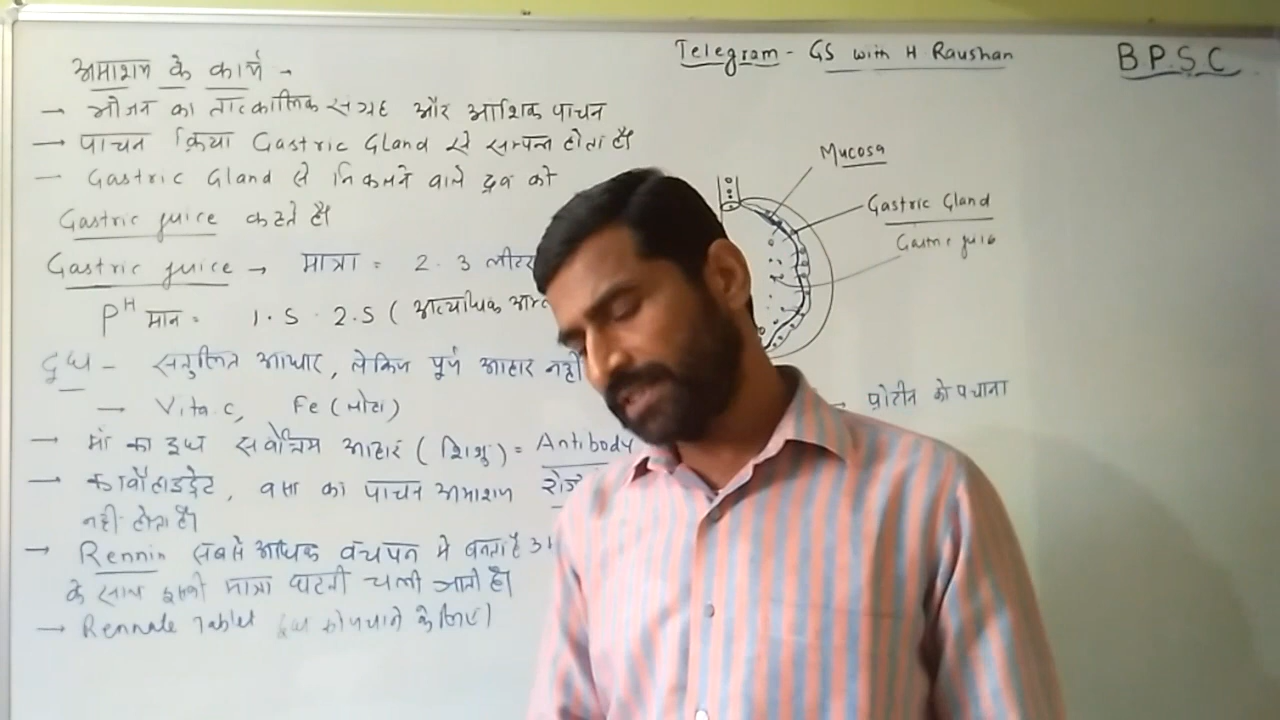 Telegram - GS with H Raushan
BPSC
आमाशय के कार्य -
→ भोजन का तात्कालिक संग्रह और आंशिक पाचन
→ पाचन क्रिया Gastric Gland से सम्पन्न होता है।
— Gastric Gland से निकलने वाले द्रव को
Gastric juice कहते है।
Gastric juice → मात्रा = 2.3 लीटर
PH मान = 1.5 . 2.5 ( अत्यधिक
दूध - संतुलित आधार, लेकिन पूर्ण आहार नहीं
→ Vita.c, Fe (लोहा)
→ मां का दूध सर्वोत्तम आहार (शिशु) = Antibody
→ कार्बोहाइड्रेट, वसा का पाचन आमाशय
नहीं होता है।
→ Rennin सबसे अधिक बचपन मे बनता है
के साथ इसकी मात्रा घटती चली जाती है।
→ Rennate Tablet को पचाने के लिए।
Mucosa
Gastric Gland
Gastric juice
→ प्रोटीन को पचाना